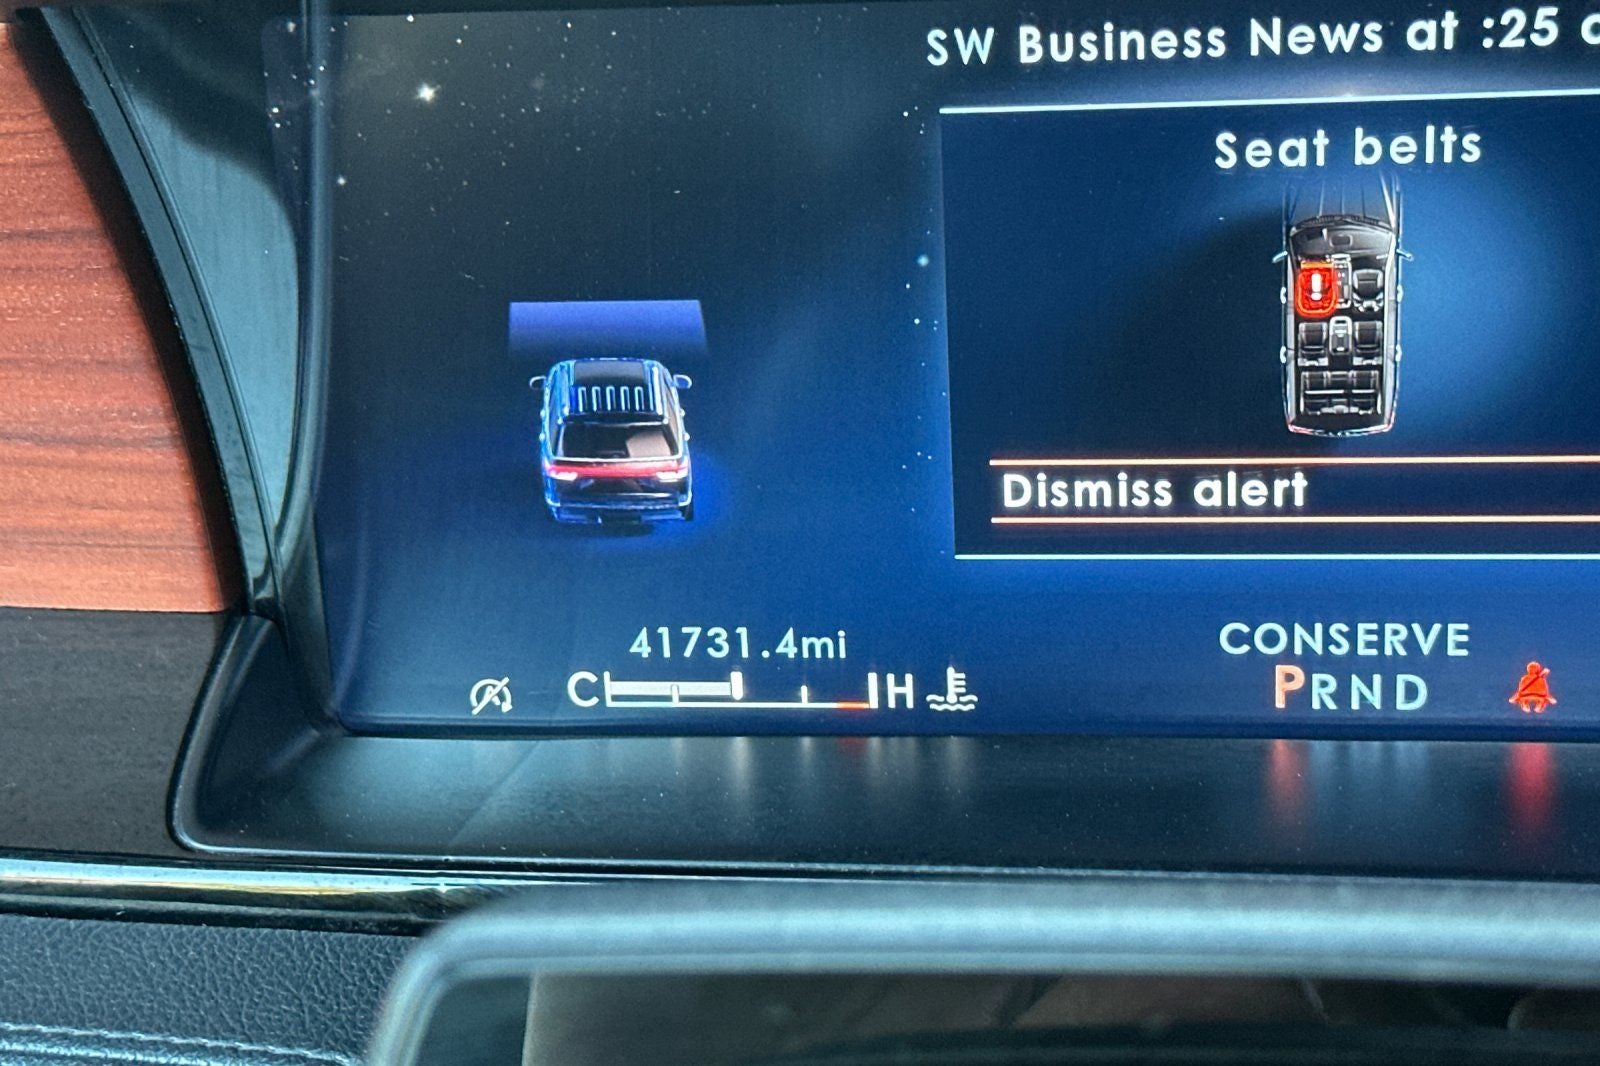 SW Business News at :25
Seat belts
Dismiss alert
41731.4mi
CONSERVE
C H
PRND